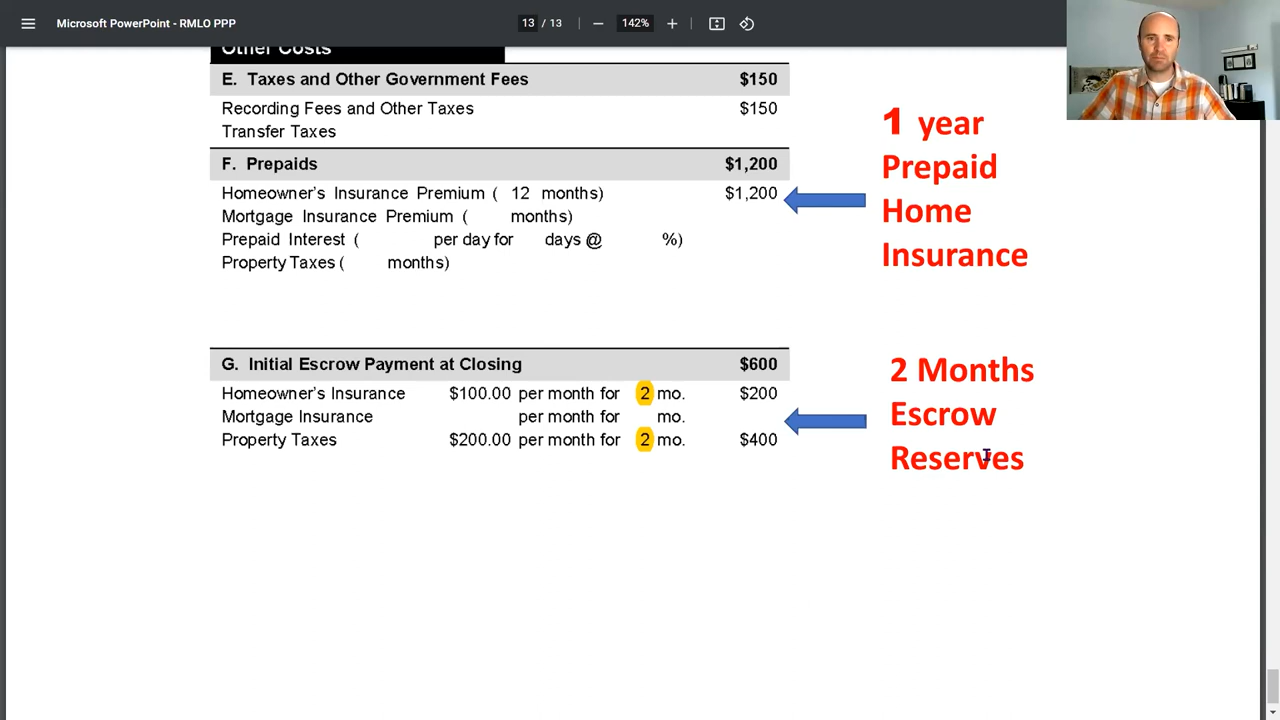 Microsoft PowerPoint - RMLO PPP
13 / 13
142%
Other Costs
E. Taxes and Other Government Fees $150
Recording Fees and Other Taxes $150
Transfer Taxes
F. Prepaids $1,200
Homeowner's Insurance Premium ( 12 months) $1,200
Mortgage Insurance Premium ( months)
Prepaid Interest ( per day for days @ %)
Property Taxes ( months)
1 year
Prepaid
Home
Insurance
G. Initial Escrow Payment at Closing $600
Homeowner's Insurance $100.00 per month for 2 mo. $200
Mortgage Insurance per month for mo.
Property Taxes $200.00 per month for 2 mo. $400
2 Months
Escrow
Reserves